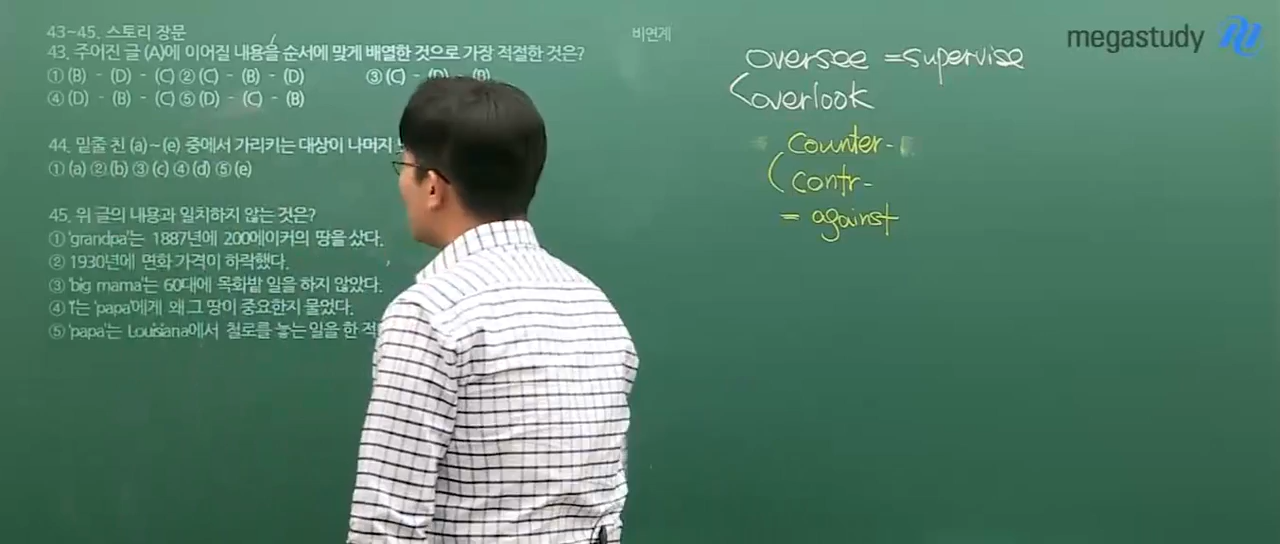 43~45. 스토리 장문
43. 주어진 글 (A)에 이어질 내용을 순서에 맞게 배열한 것으로 가장 적절한 것은?
① (B) - (D) - (C) ② (C) - (B) - (D) ③ (C) - (D) - (B)
④ (D) - (B) - (C) ⑤ (D) - (C) - (B)
44. 밑줄 친 (a)~(e) 중에서 가리키는 대상이 나머지
① (a) ② (b) ③ (c) ④ (d) ⑤ (e)
45. 위 글의 내용과 일치하지 않는 것은?
① 'grandpa'는 1887년에 200에이커의 땅을 샀다.
② 1930년에 면화 가격이 하락했다.
③ 'big mama'는 60대에 목화밭 일을 하지 않았다.
④ 'I'는 'papa'에게 왜 그 땅이 중요한지 물었다.
⑤ 'papa'는 Louisiana에서 철로를 놓는 일을 한 적
비연계
megastudy
oversee = supervise
overlook
counter-
contr-
= against